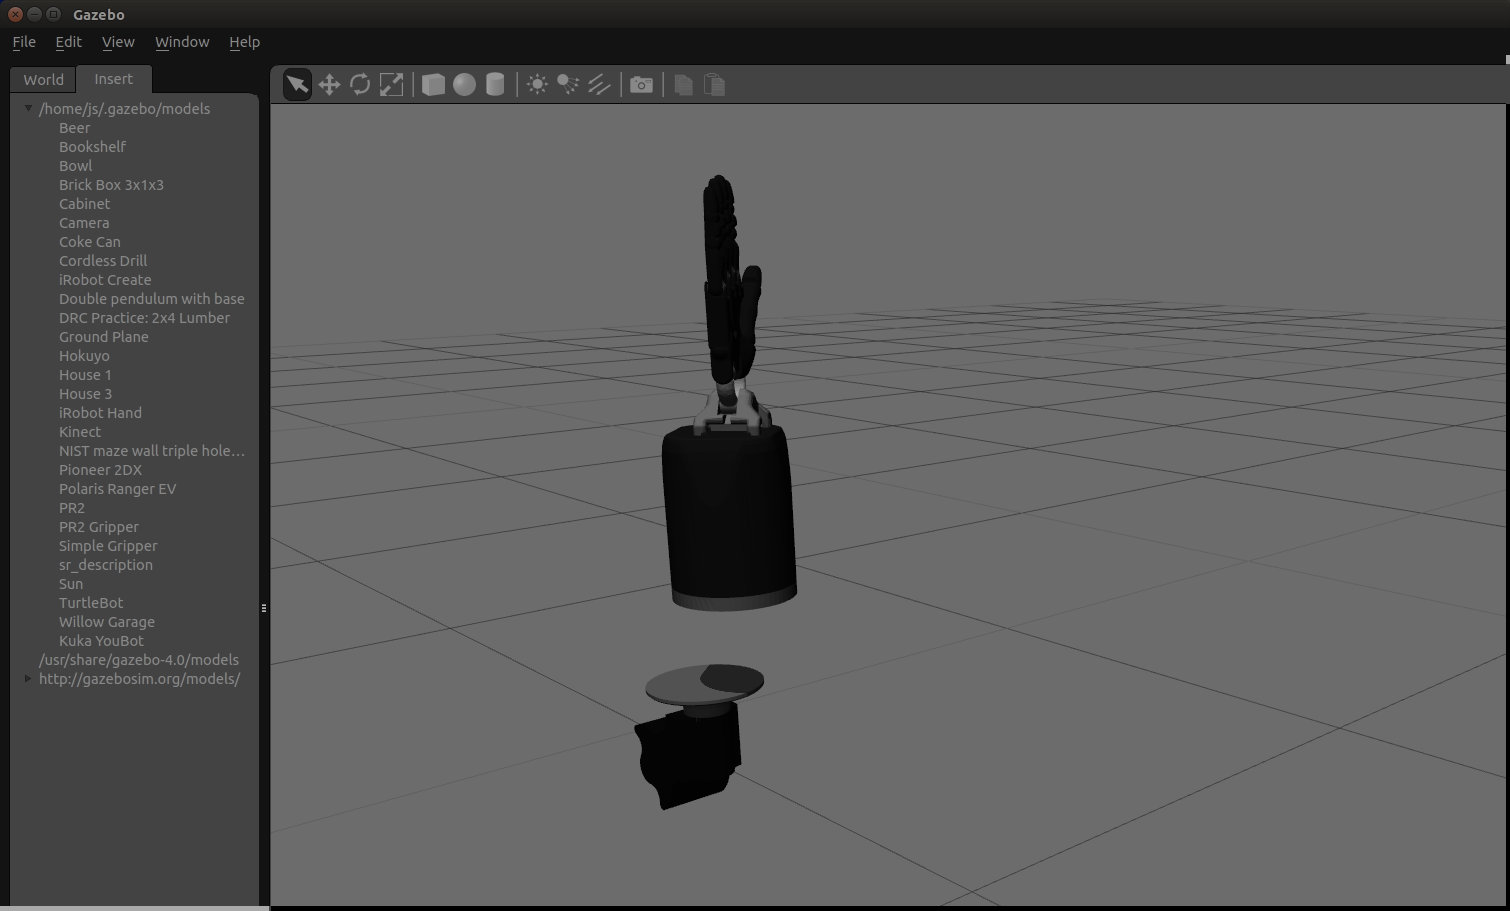 Gazebo
File Edit View Window Help
World Insert
/home/js/.gazebo/models
Beer
Bookshelf
Bowl
Brick Box 3x1x3
Cabinet
Camera
Coke Can
Cordless Drill
iRobot Create
Double pendulum with base
DRC Practice: 2x4 Lumber
Ground Plane
Hokuyo
House 1
House 3
iRobot Hand
Kinect
NIST maze wall triple hole…
Pioneer 2DX
Polaris Ranger EV
PR2
PR2 Gripper
Simple Gripper
sr_description
Sun
TurtleBot
Willow Garage
Kuka YouBot
/usr/share/gazebo-4.0/models
http://gazebosim.org/models/